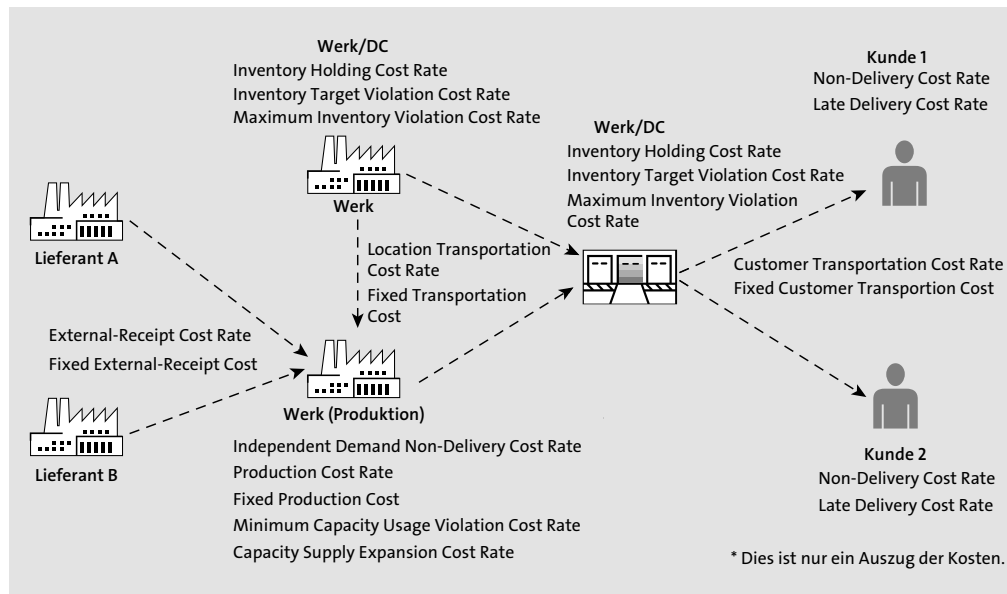 Werk/DC
Inventory Holding Cost Rate
Inventory Target Violation Cost Rate
Maximum Inventory Violation Cost Rate
Werk
Kunde 1
Non-Delivery Cost Rate
Late Delivery Cost Rate
Werk/DC
Inventory Holding Cost Rate
Inventory Target Violation Cost Rate
Maximum Inventory Violation
Cost Rate
Lieferant A
Location Transportation
Cost Rate
Fixed Transportation
Cost
Customer Transportation Cost Rate
Fixed Customer Transportion Cost
External-Receipt Cost Rate
Fixed External-Receipt Cost
Lieferant B
Werk (Produktion)
Independent Demand Non-Delivery Cost Rate
Production Cost Rate
Fixed Production Cost
Minimum Capacity Usage Violation Cost Rate
Capacity Supply Expansion Cost Rate
Kunde 2
Non-Delivery Cost Rate
Late Delivery Cost Rate
* Dies ist nur ein Auszug der Kosten.